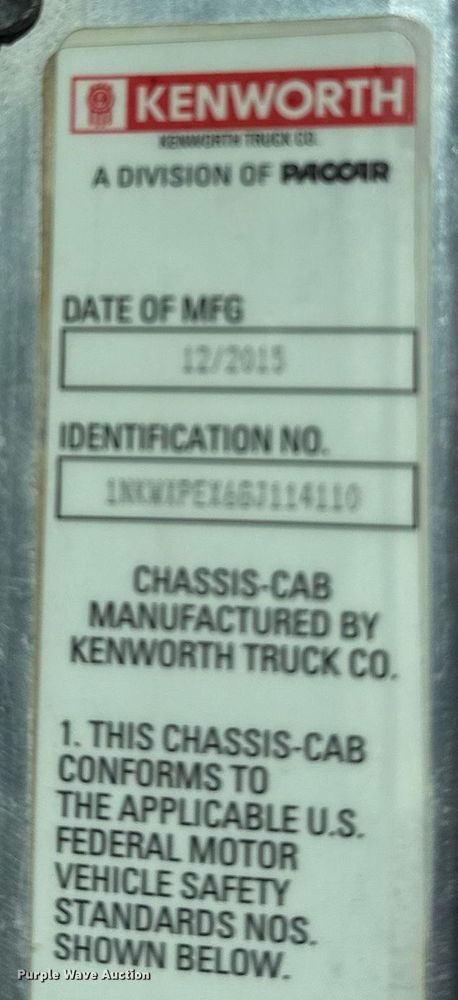 KENWORTH
KENWORTH TRUCK CO.
A DIVISION OF PACCAR
DATE OF MFG
12/2015
IDENTIFICATION NO.
1NKWXPEX6GJ114110
CHASSIS-CAB
MANUFACTURED BY
KENWORTH TRUCK CO.
1. THIS CHASSIS-CAB
CONFORMS TO
THE APPLICABLE U.S.
FEDERAL MOTOR
VEHICLE SAFETY
STANDARDS NOS.
SHOWN BELOW.
Purple Wave Auction